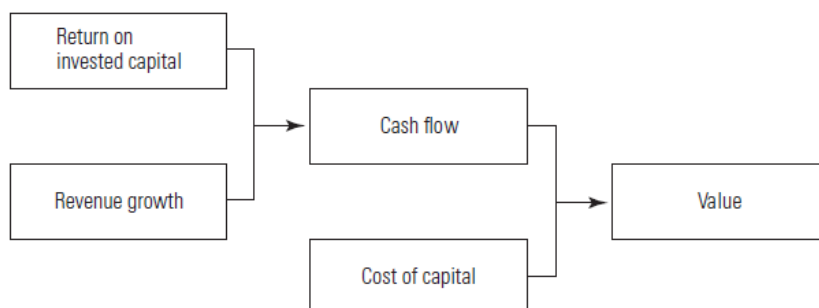 Return on
invested capital
Cash flow
Revenue growth
Value
Cost of capital